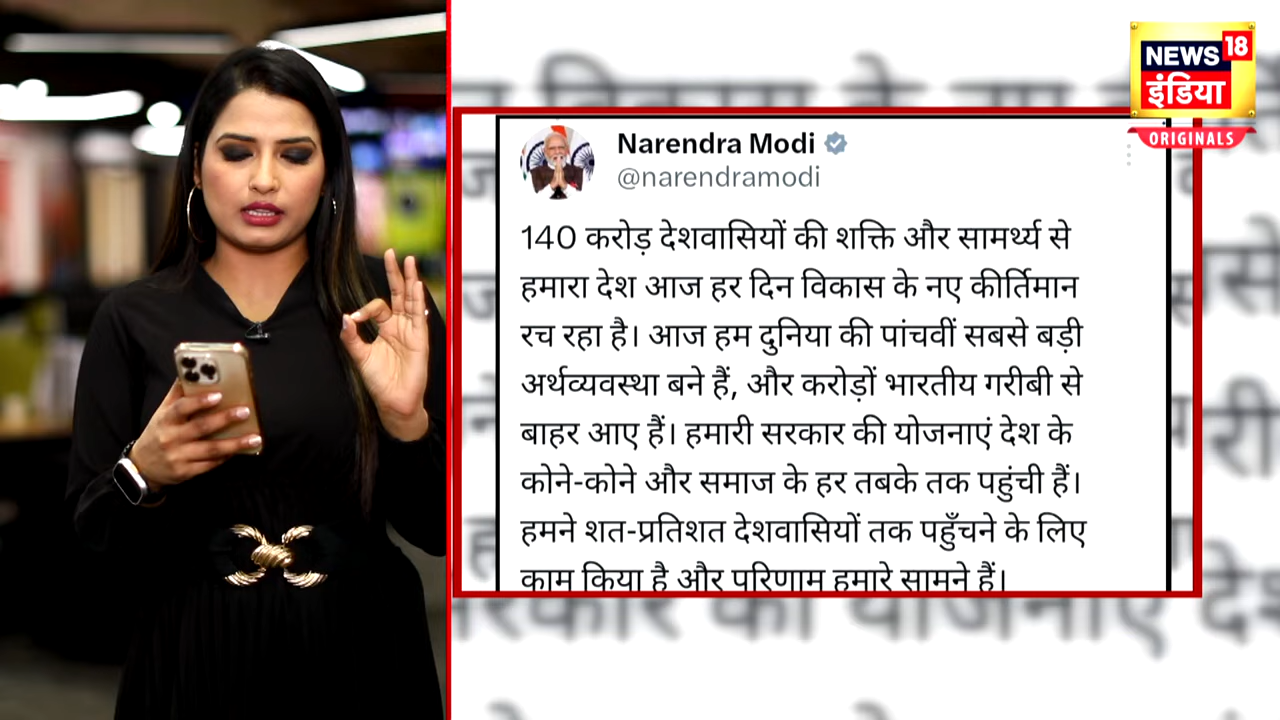 NEWS 18
इंडिया
ORIGINALS
Narendra Modi
@narendramodi
140 करोड़ देशवासियों की शक्ति और सामर्थ्य से
हमारा देश आज हर दिन विकास के नए कीर्तिमान
रच रहा है। आज हम दुनिया की पांचवीं सबसे बड़ी
अर्थव्यवस्था बने हैं, और करोड़ों भारतीय गरीबी से
बाहर आए हैं। हमारी सरकार की योजनाएं देश के
कोने-कोने और समाज के हर तबके तक पहुंची हैं।
हमने शत-प्रतिशत देशवासियों तक पहुँचने के लिए
काम किया है और परिणाम हमारे सामने हैं।